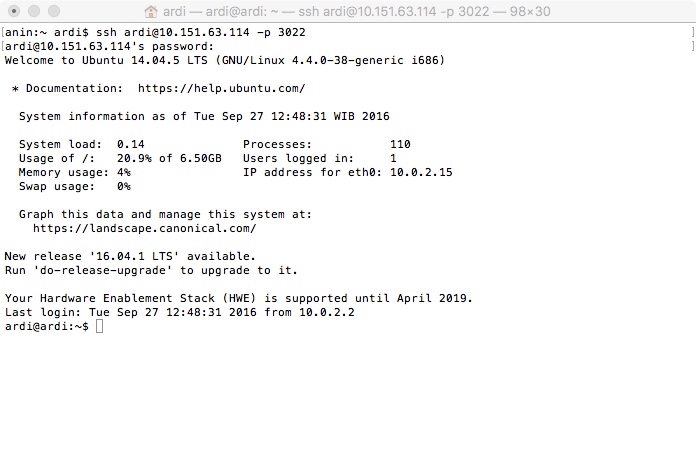 ardi — ardi@ardi: ~ — ssh ardi@10.151.63.114 -p 3022 — 98×30
[anin:~ ardi$ ssh ardi@10.151.63.114 -p 3022 ]
[ardi@10.151.63.114's password: ]
Welcome to Ubuntu 14.04.5 LTS (GNU/Linux 4.4.0-38-generic i686)
* Documentation:  https://help.ubuntu.com/
System information as of Tue Sep 27 12:48:31 WIB 2016
System load:  0.14 Processes: 110
Usage of /: 20.9% of 6.50GB Users logged in: 1
Memory usage: 4% IP address for eth0: 10.0.2.15
Swap usage: 0%
Graph this data and manage this system at:
https://landscape.canonical.com/
New release '16.04.1 LTS' available.
Run 'do-release-upgrade' to upgrade to it.
Your Hardware Enablement Stack (HWE) is supported until April 2019.
Last login: Tue Sep 27 12:48:31 2016 from 10.0.2.2
ardi@ardi:~$